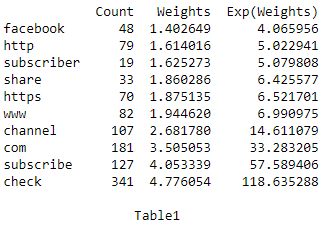 Count Weights Exp(Weights)
facebook 48 1.402649 4.065956
http 79 1.614016 5.022941
subscriber 19 1.625273 5.079808
share 33 1.860286 6.425577
https 70 1.875135 6.521701
www 82 1.944620 6.990975
channel 107 2.681780 14.611079
com 181 3.505053 33.283205
subscribe 127 4.053339 57.589406
check 341 4.776054 118.635288
Table1